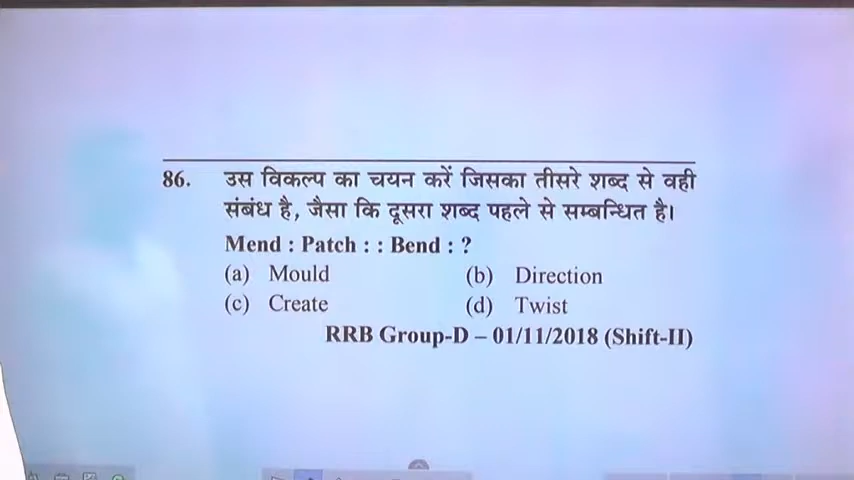 86. उस विकल्प का चयन करें जिसका तीसरे शब्द से वही
संबंध है, जैसा कि दूसरा शब्द पहले से सम्बन्धित है।
Mend : Patch : : Bend : ?
(a) Mould (b) Direction
(c) Create (d) Twist
RRB Group-D – 01/11/2018 (Shift-II)